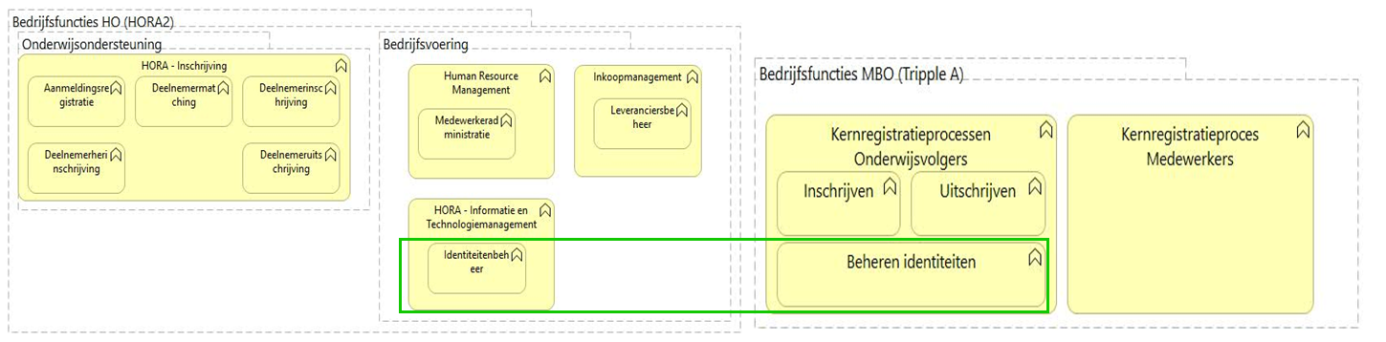 Bedrijfsfuncties HO (HORA2)
Onderwijsondersteuning
HORA - Inschrijving
Aanmeldingsre
gistratie
Deelnemermat
ching
Deelnemerinsc
hrijving
Deelnemerheri
nschrijving
Deelnemeruits
chrijving
Bedrijfsvoering
Human Resource
Management
Medewerkerad
ministratie
Inkoopmanagement
Leveranciersbe
heer
HORA - Informatie en
Technologiemanagement
Identiteitenbeh
eer
Bedrijfsfuncties MBO (Tripple A)
Kernregistratieprocessen
Onderwijsvolgers
Inschrijven
Uitschrijven
Beheren identiteiten
Kernregistratieproces
Medewerkers